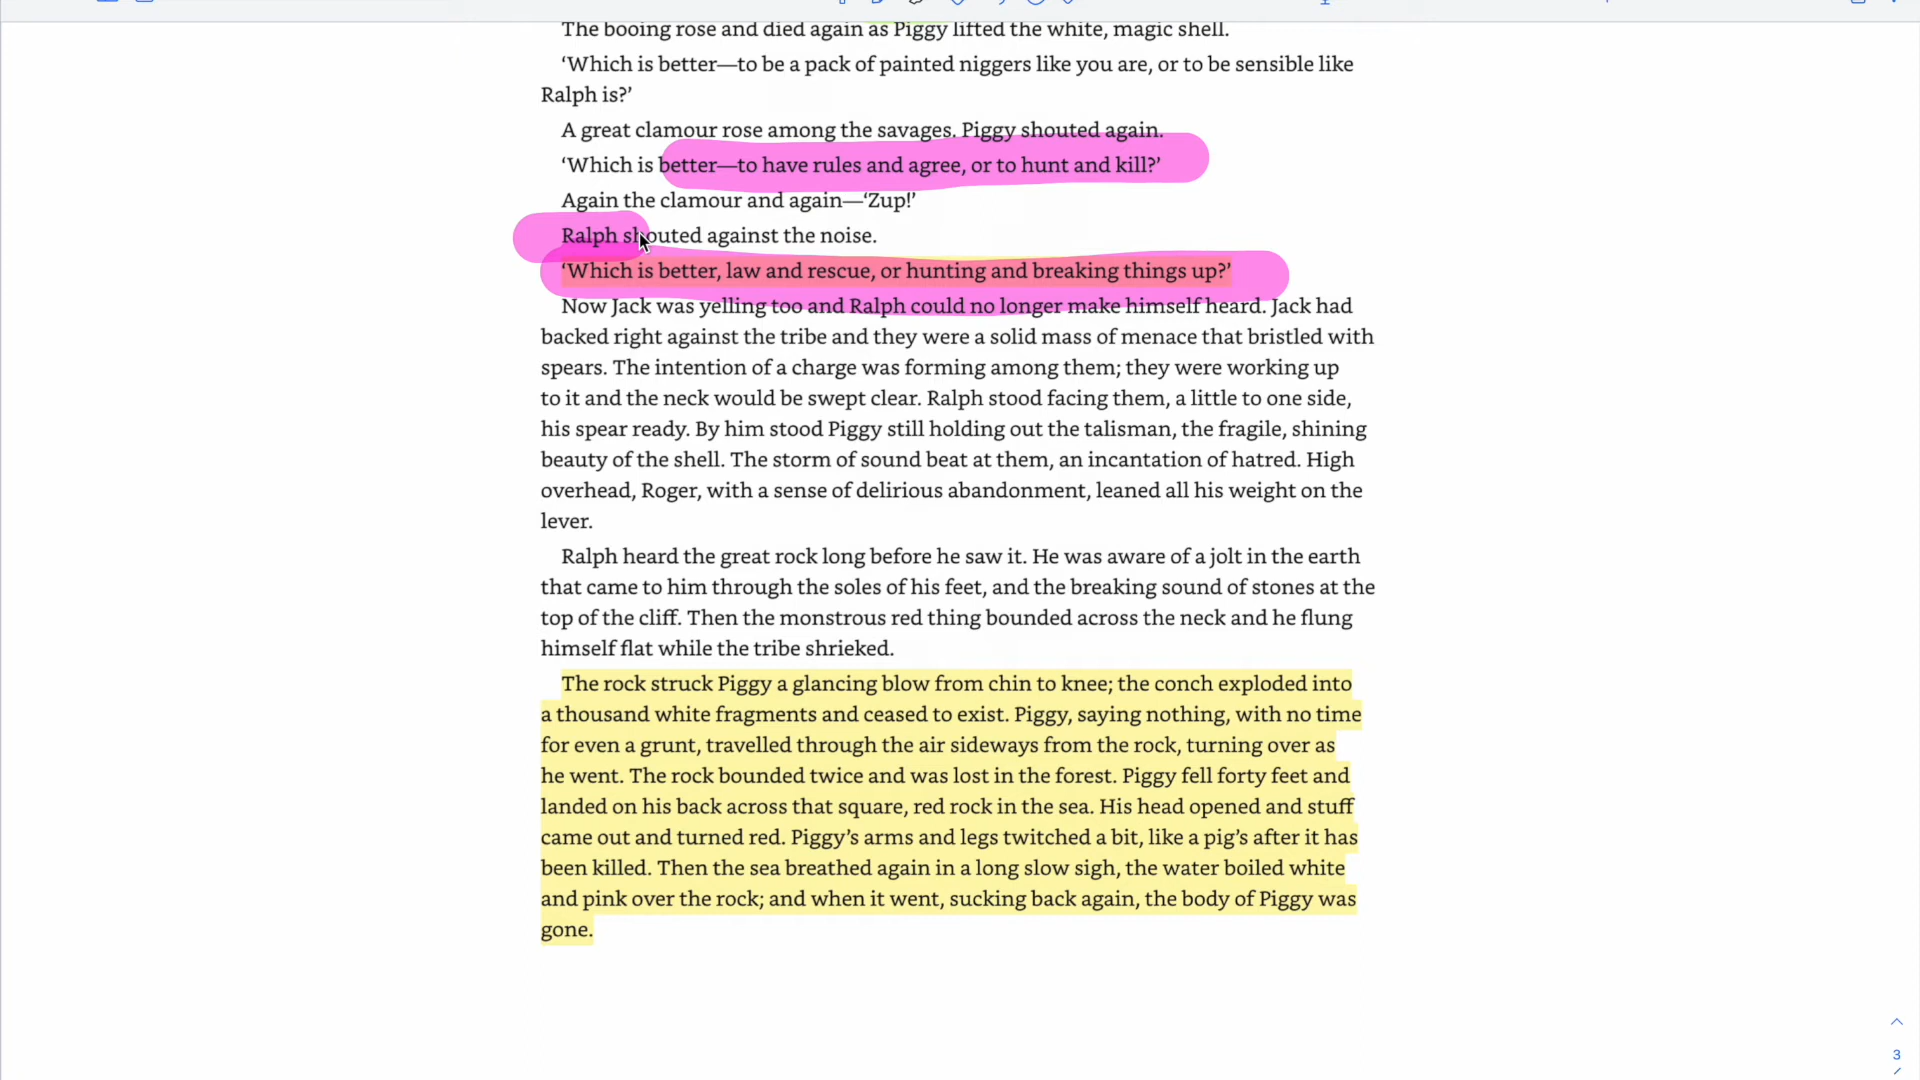 The booing rose and died again as Piggy lifted the white, magic shell.
‘Which is better—to be a pack of painted niggers like you are, or to be sensible like
Ralph is?’
A great clamour rose among the savages. Piggy shouted again.
‘Which is better—to have rules and agree, or to hunt and kill?’
Again the clamour and again—‘Zup!’
Ralph shouted against the noise.
‘Which is better, law and rescue, or hunting and breaking things up?’
Now Jack was yelling too and Ralph could no longer make himself heard. Jack had
backed right against the tribe and they were a solid mass of menace that bristled with
spears. The intention of a charge was forming among them; they were working up
to it and the neck would be swept clear. Ralph stood facing them, a little to one side,
his spear ready. By him stood Piggy still holding out the talisman, the fragile, shining
beauty of the shell. The storm of sound beat at them, an incantation of hatred. High
overhead, Roger, with a sense of delirious abandonment, leaned all his weight on the
lever.
Ralph heard the great rock long before he saw it. He was aware of a jolt in the earth
that came to him through the soles of his feet, and the breaking sound of stones at the
top of the cliff. Then the monstrous red thing bounded across the neck and he flung
himself flat while the tribe shrieked.
The rock struck Piggy a glancing blow from chin to knee; the conch exploded into
a thousand white fragments and ceased to exist. Piggy, saying nothing, with no time
for even a grunt, travelled through the air sideways from the rock, turning over as
he went. The rock bounded twice and was lost in the forest. Piggy fell forty feet and
landed on his back across that square, red rock in the sea. His head opened and stuff
came out and turned red. Piggy’s arms and legs twitched a bit, like a pig’s after it has
been killed. Then the sea breathed again in a long slow sigh, the water boiled white
and pink over the rock; and when it went, sucking back again, the body of Piggy was
gone.
3